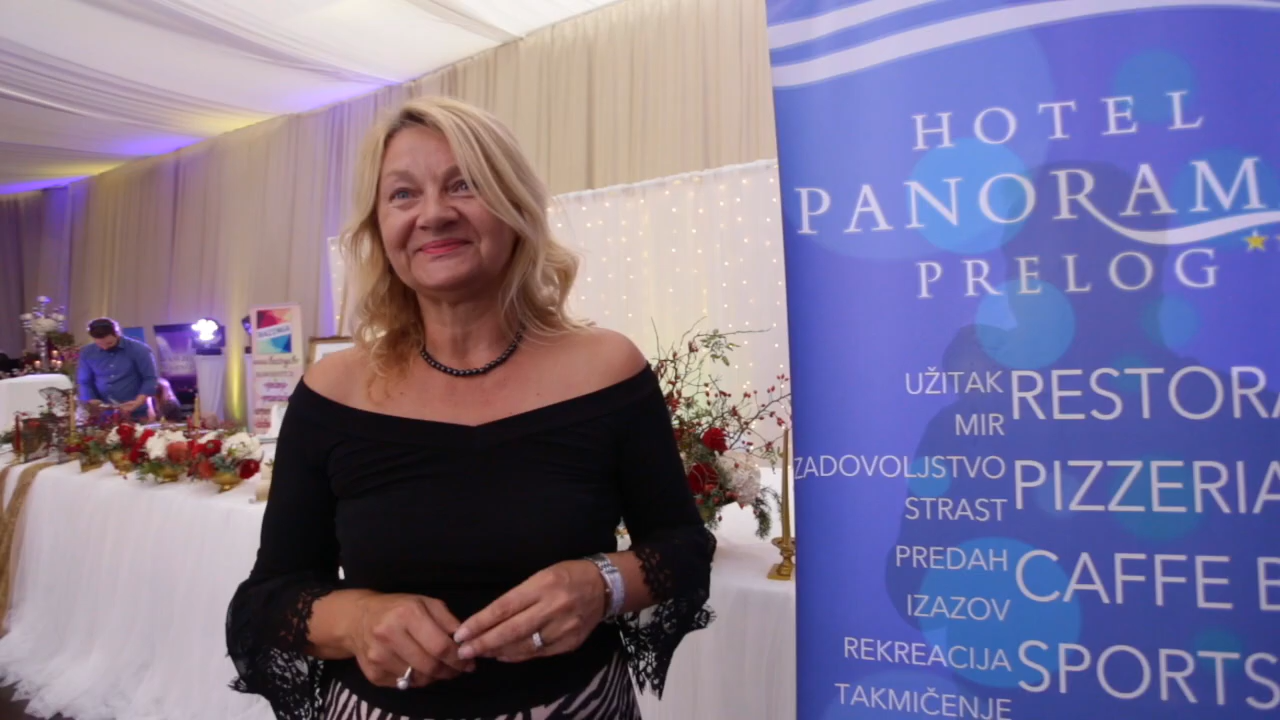 HOTEL
PANORAM
PRELOG
UŽITAK
MIR
RESTORA
ZADOVOLJSTVO
STRAST
PIZZERIA
PREDAH
IZAZOV
CAFFE B
REKREACIJA
TAKMIČENJE
SPORTS